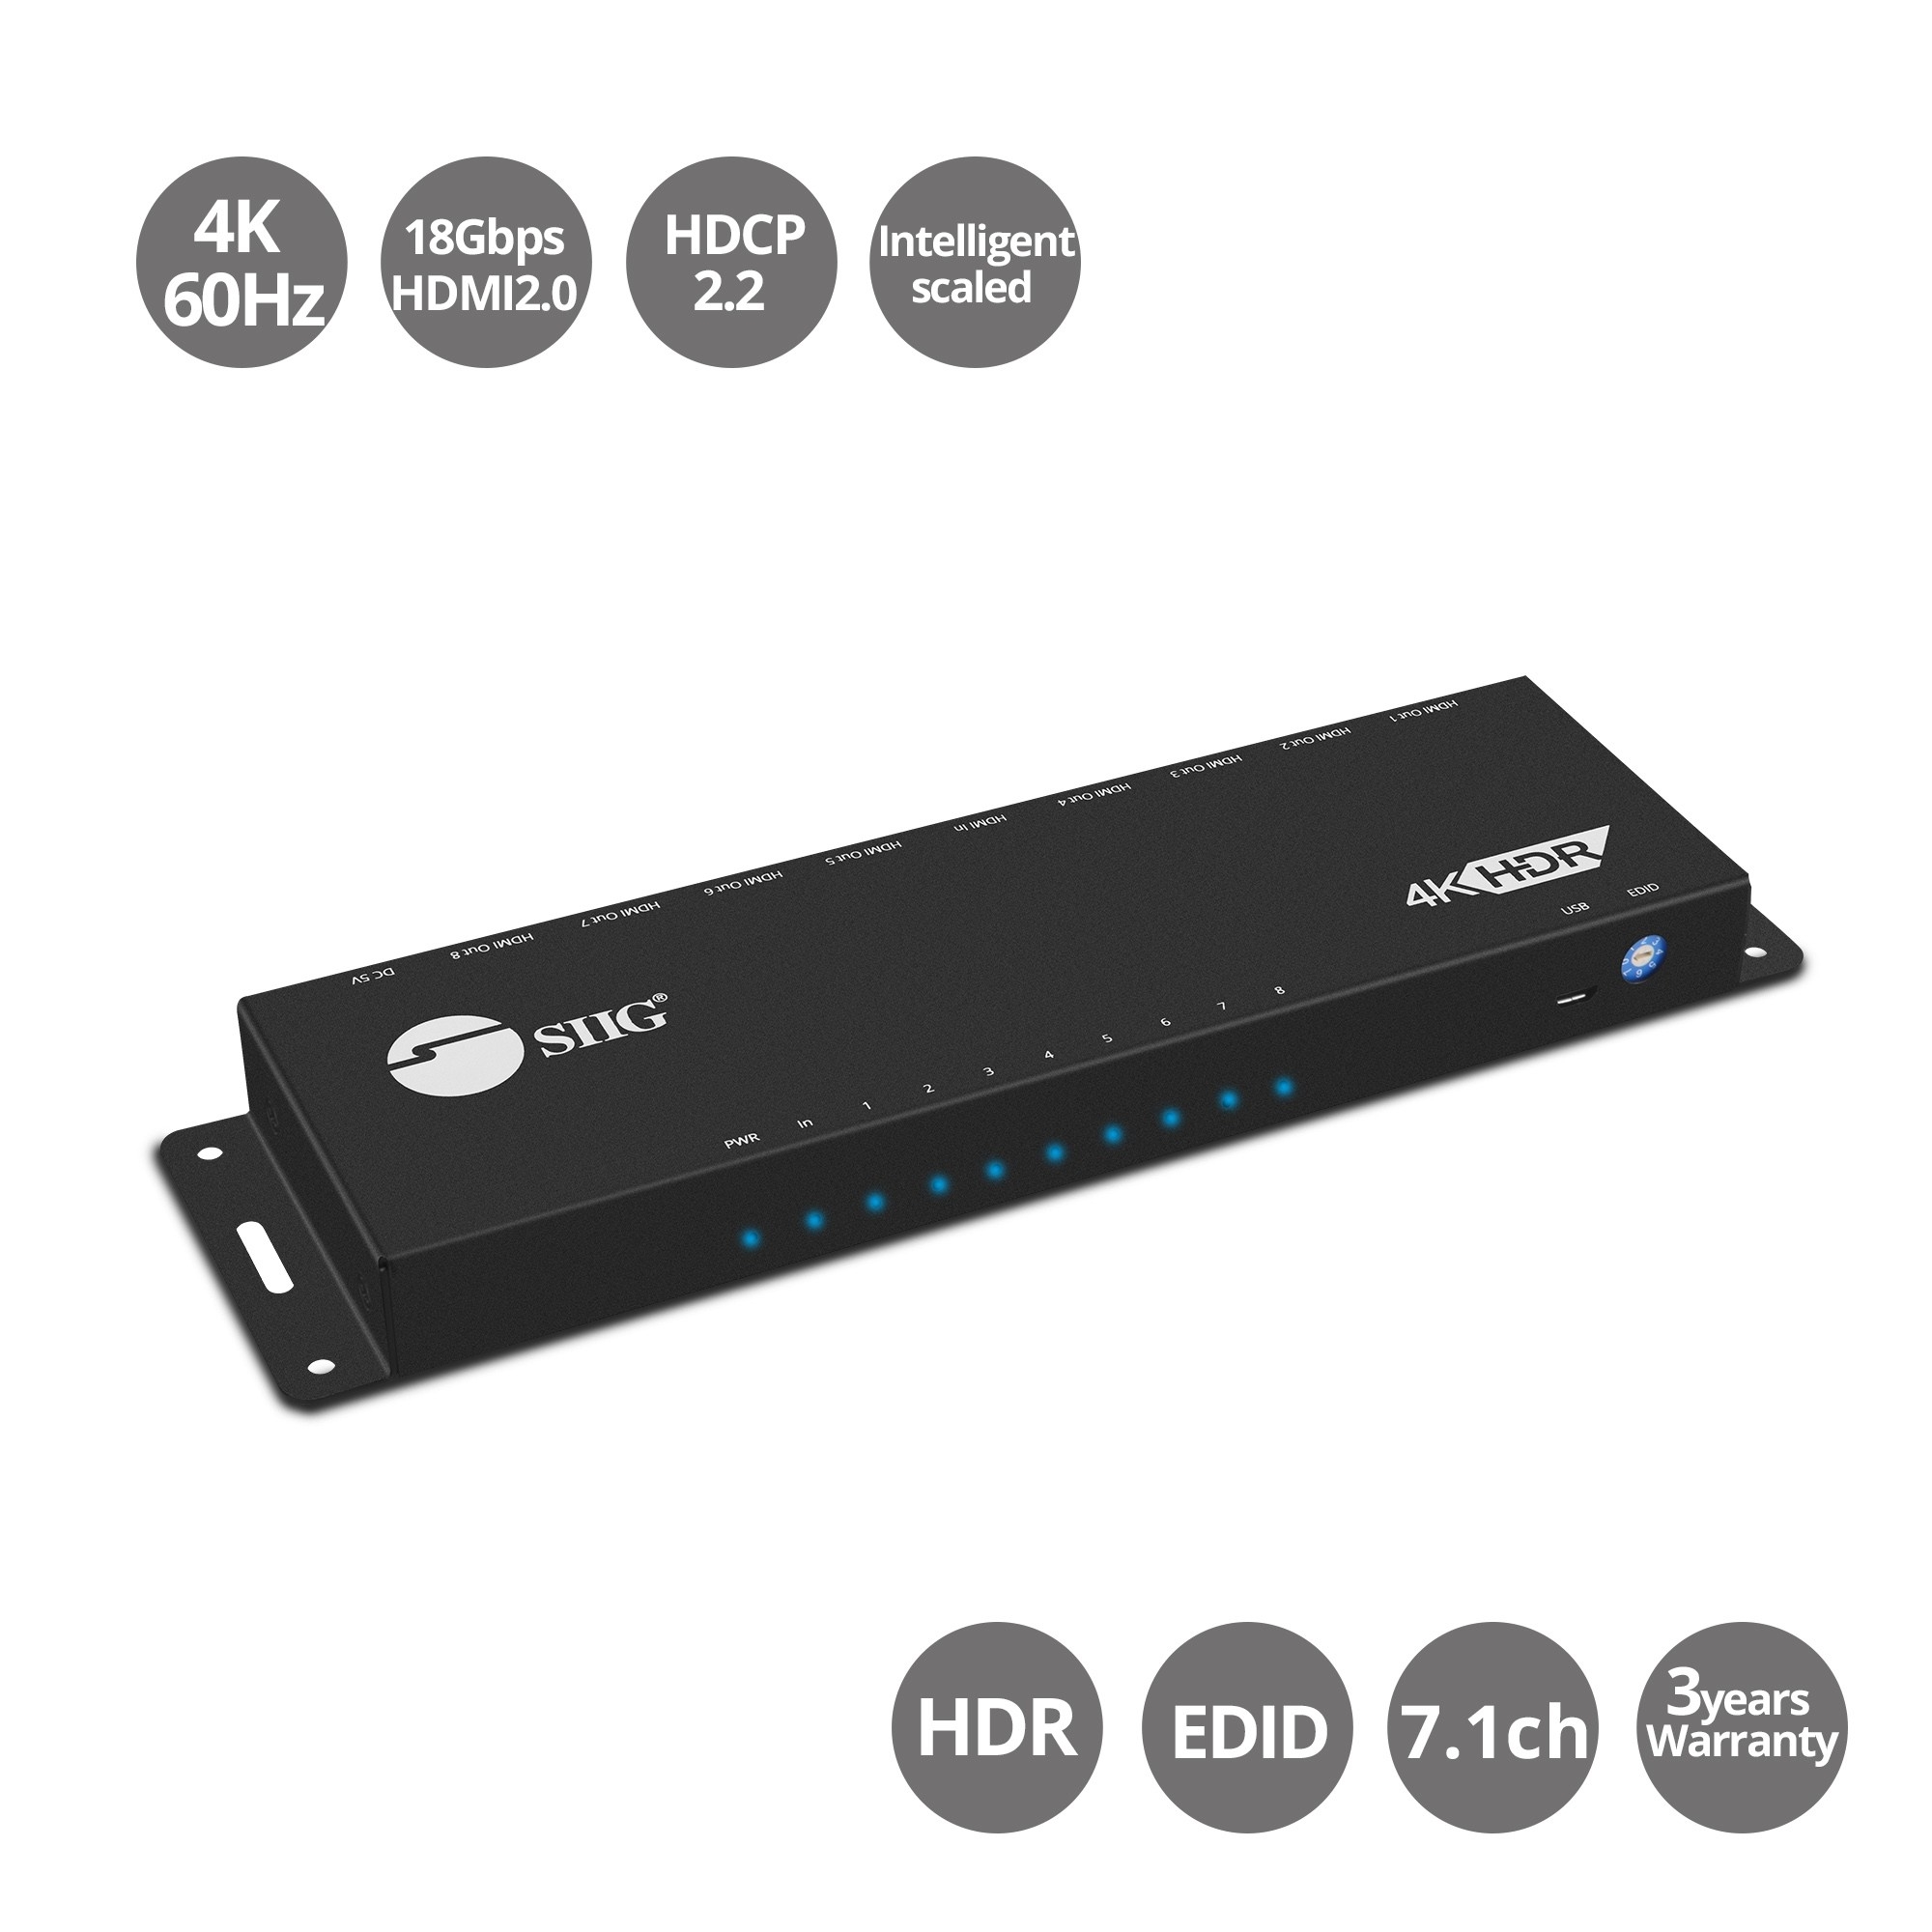 4K
60Hz
18Gbps
HDMI2.0
HDCP
2.2
Intelligent
scaled
HDMI Out 1
HDMI Out 2
HDMI Out 3
HDMI Out 4
HDMI In
HDMI Out 5
HDMI Out 6
HDMI Out 7
HDMI Out 8
DC 5V
SIIG®
4K HDR
USB
EDID
PWR In 1 2 3 4 5 6 7 8
HDR
EDID
7.1ch
3years
Warranty